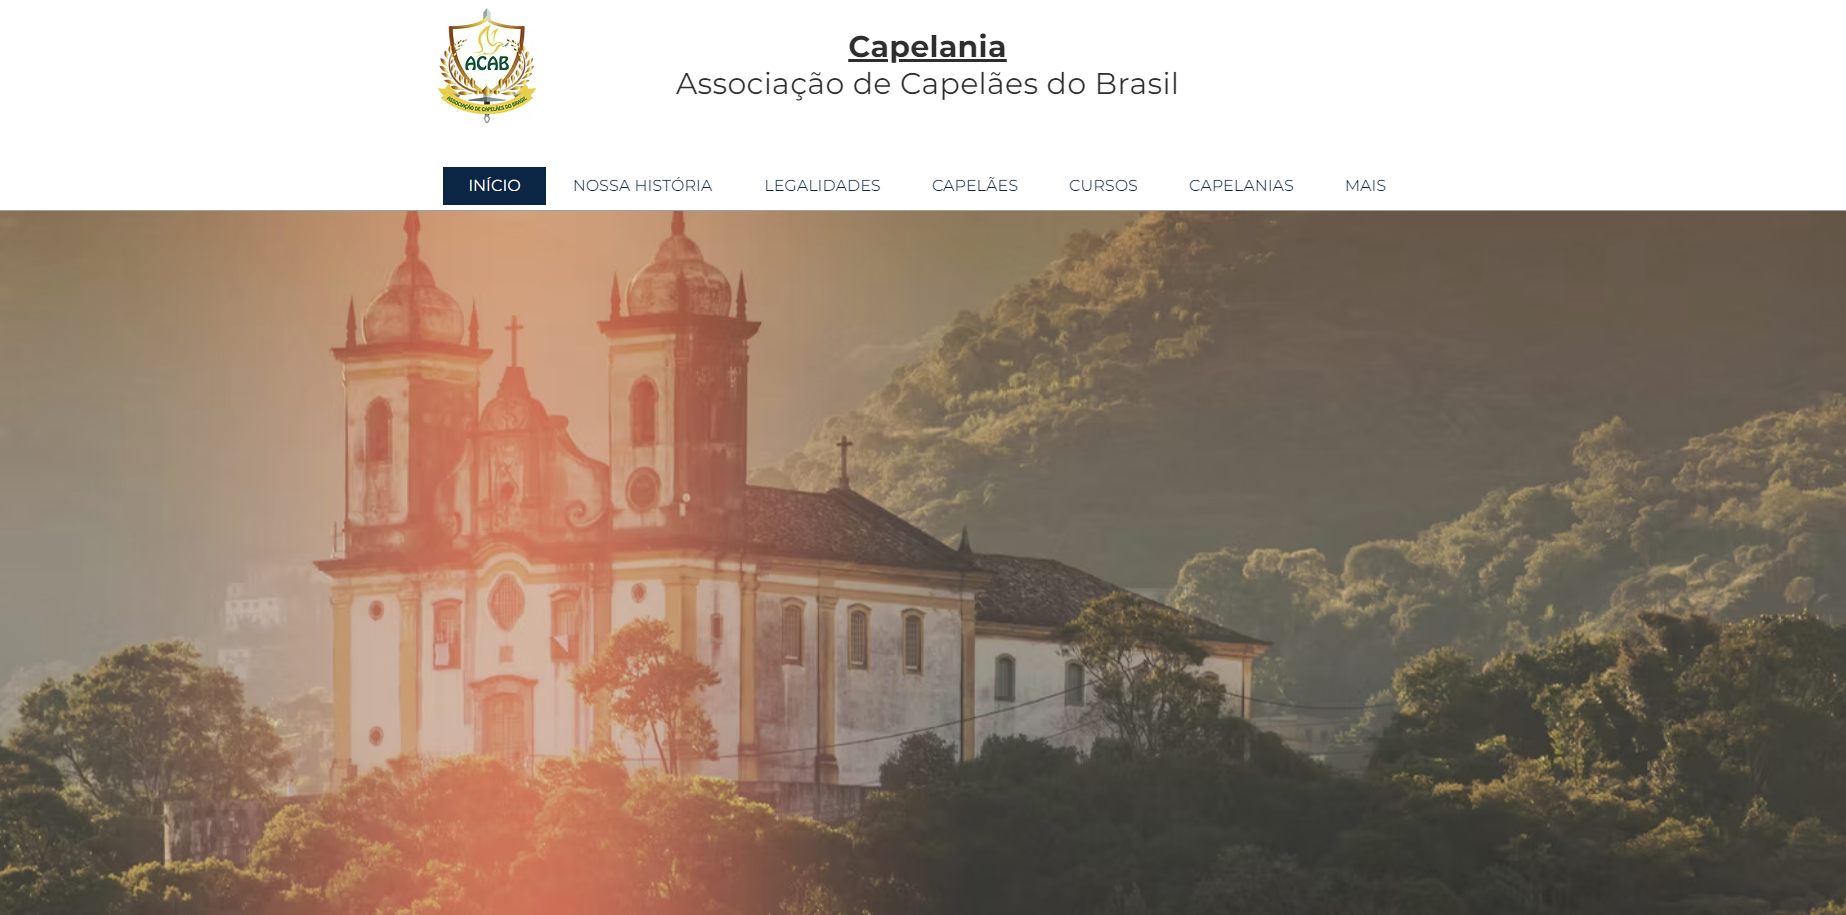 ACAB
ASSOCIAÇÃO DE CAPELÃES DO BRASIL
Capelania
Associação de Capelães do Brasil
INÍCIO
NOSSA HISTÓRIA
LEGALIDADES
CAPELÃES
CURSOS
CAPELANIAS
MAIS